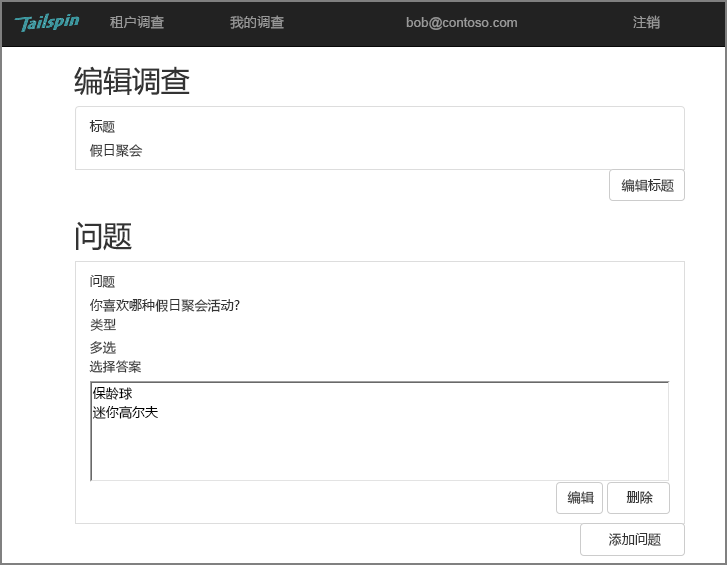 Tailspin 租户调查 我的调查 bob@contoso.com 注销
编辑调查
标题
假日聚会
编辑标题
问题
问题
你喜欢哪种假日聚会活动?
类型
多选
选择答案
保龄球
迷你高尔夫
编辑 删除
添加问题